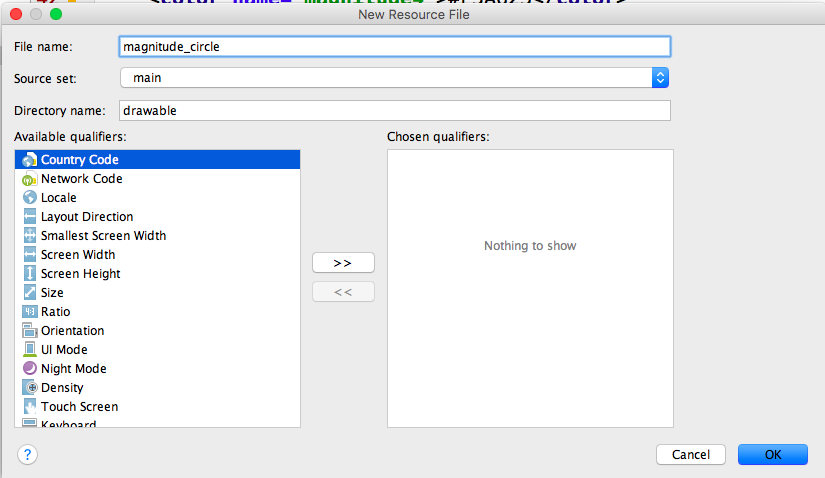 New Resource File
File name: magnitude_circle
Source set: main
Directory name: drawable
Available qualifiers:
Chosen qualifiers:
Country Code
Network Code
Locale
Layout Direction
Smallest Screen Width
Screen Width
Screen Height
Size
Ratio
Orientation
UI Mode
Night Mode
Density
Touch Screen
Keyboard
>>
<<
Nothing to show
?
Cancel
OK